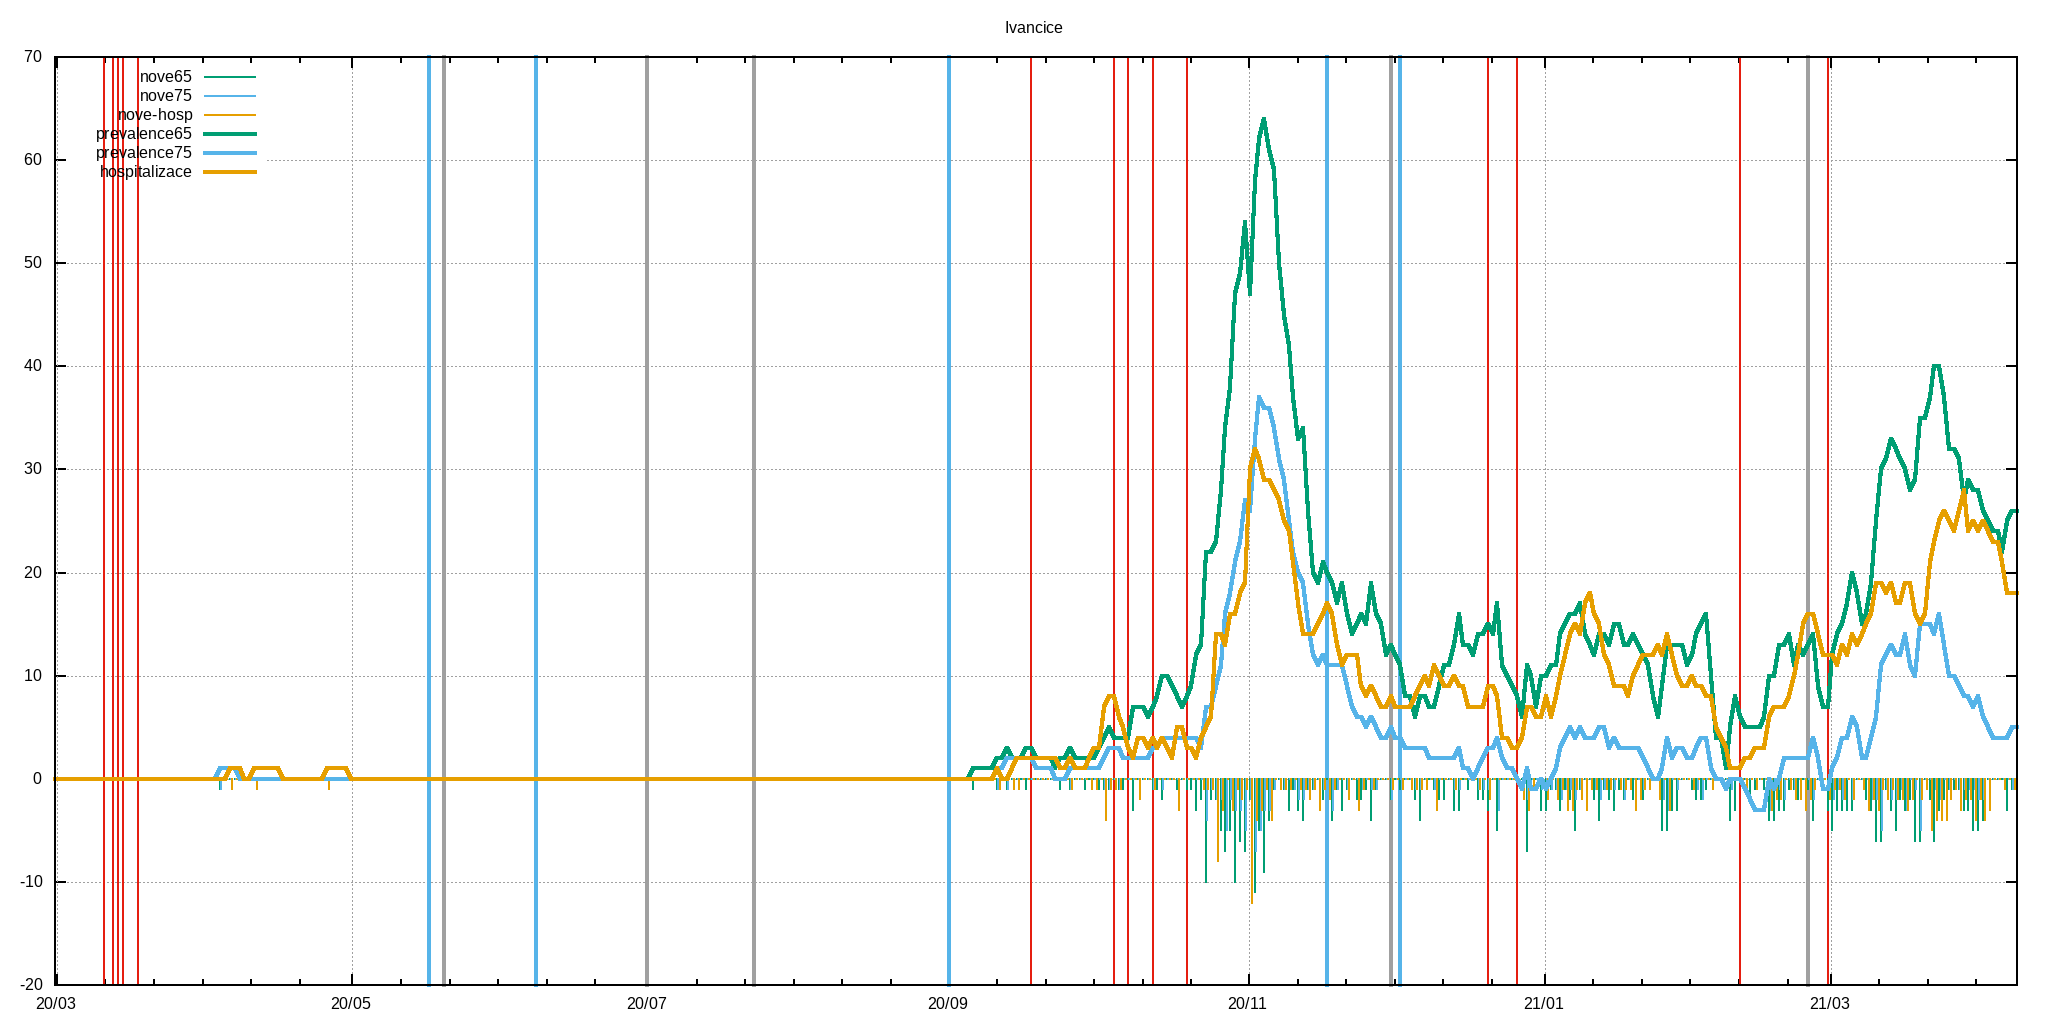 Ivancice
70
60
50
40
30
20
10
0
-10
-20
nove65
nove75
nove-hosp
prevalence65
prevalence75
hospitalizace
20/03 20/05 20/07 20/09 20/11 21/01 21/03